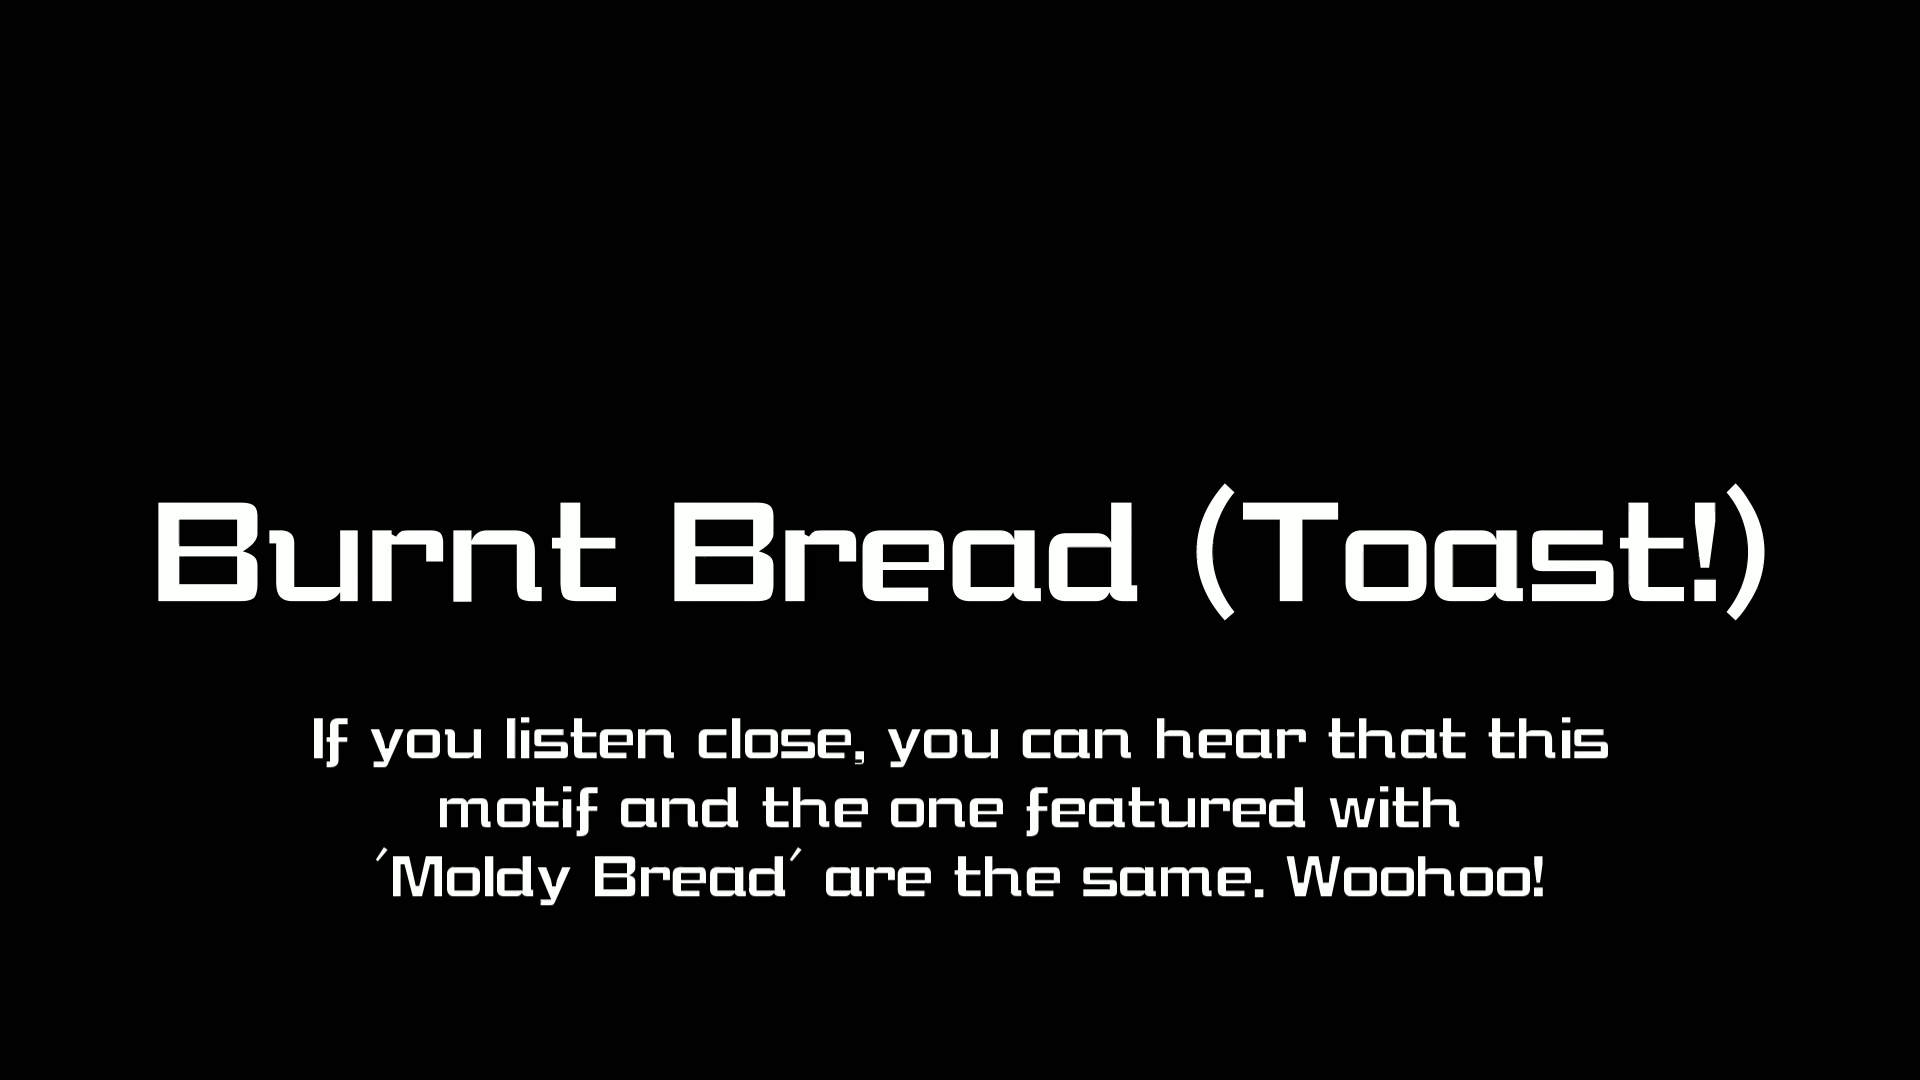 Burnt Bread (Toast!)
If you listen close, you can hear that this
motif and the one featured with
'Moldy Bread' are the same. Woohoo!